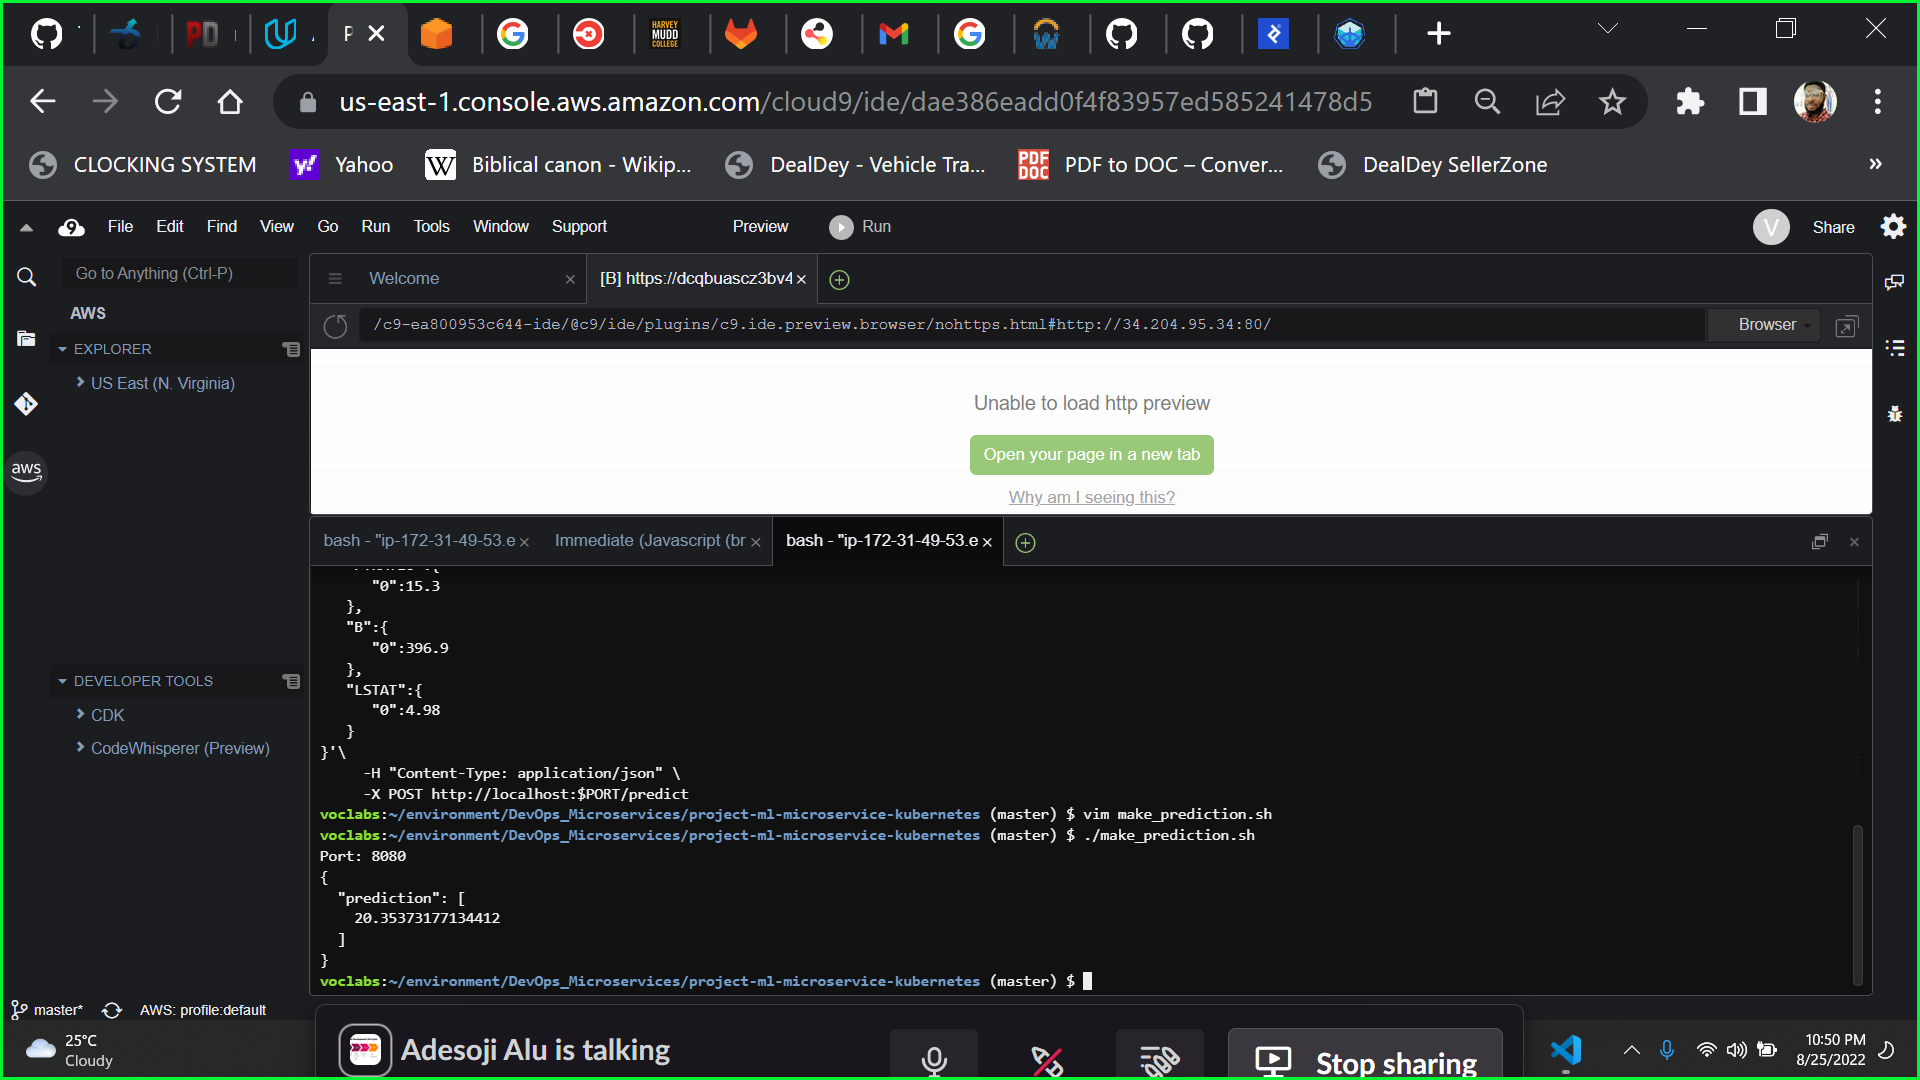 P
us-east-1.console.aws.amazon.com/cloud9/ide/dae386eadd0f4f83957ed585241478d5
CLOCKING SYSTEM
Yahoo
Biblical canon - Wikip...
DealDey - Vehicle Tra...
PDF to DOC – Conver...
DealDey SellerZone
File Edit Find View Go Run Tools Window Support Preview Run
V
Share
Go to Anything (Ctrl-P)
Welcome
[B] https://dcqbuascz3bv4
AWS
/c9-ea800953c644-ide/@c9/ide/plugins/c9.ide.preview.browser/nohttps.html#http://34.204.95.34:80/
Browser
EXPLORER
US East (N. Virginia)
Unable to load http preview
Open your page in a new tab
Why am I seeing this?
aws
bash - "ip-172-31-49-53.e
Immediate (Javascript (br
bash - "ip-172-31-49-53.e
"0":15.3
},
"B":{
"0":396.9
},
"LSTAT":{
"0":4.98
}
}'\
-H "Content-Type: application/json" \
-X POST http://localhost:$PORT/predict
voclabs:~/environment/DevOps_Microservices/project-ml-microservice-kubernetes (master) $ vim make_prediction.sh
voclabs:~/environment/DevOps_Microservices/project-ml-microservice-kubernetes (master) $ ./make_prediction.sh
Port: 8080
{
"prediction": [
20.35373177134412
]
}
voclabs:~/environment/DevOps_Microservices/project-ml-microservice-kubernetes (master) $
DEVELOPER TOOLS
CDK
CodeWhisperer (Preview)
master*
AWS: profile:default
25°C
Cloudy
Adesoji Alu is talking
Stop sharing
10:50 PM
8/25/2022